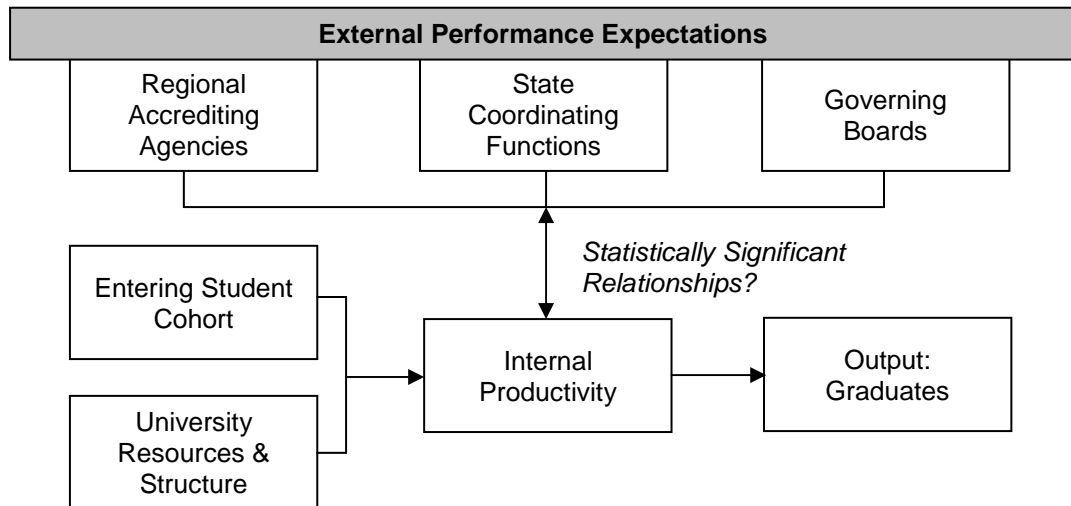 External Performance Expectations
Regional
Accrediting
Agencies
State
Coordinating
Functions
Governing
Boards
Statistically Significant
Relationships?
Entering Student
Cohort
Internal
Productivity
Output:
Graduates
University
Resources &
Structure